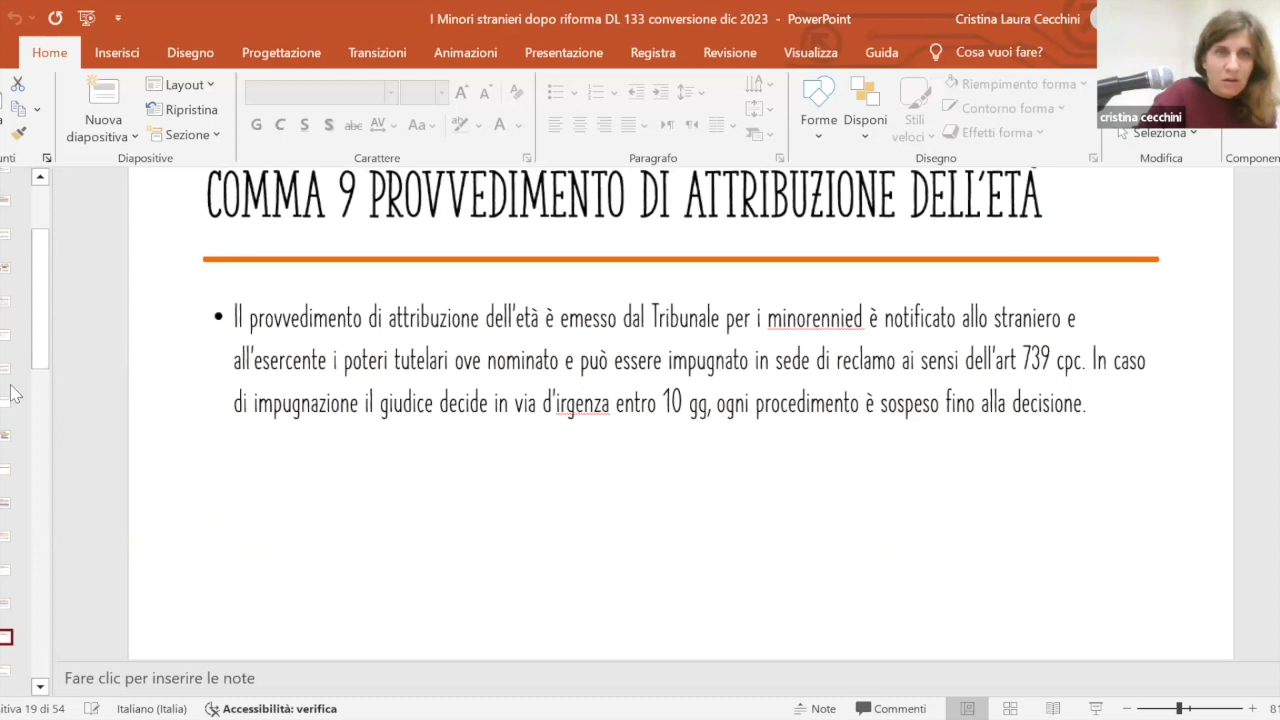 I Minori stranieri dopo riforma DL 133 conversione dic 2023 - PowerPoint
Cristina Laura Cecchini
Home Inserisci Disegno Progettazione Transizioni Animazioni Presentazione Registra Revisione Visualizza Guida Cosa vuoi fare?
Nuova diapositiva
Layout
Ripristina
Sezione
Diapositive
G C S S abc AV Aa A
Carattere
Paragrafo
Forme
Disponi
Stili veloci
Riempimento forma
Contorno forma
Effetti forma
Disegno
cristina cecchini
Seleziona
Modifica
Componen
COMMA 9 PROVVEDIMENTO DI ATTRIBUZIONE DELL'ETÀ
• Il provvedimento di attribuzione dell'età è emesso dal Tribunale per i minorennied è notificato allo straniero e
all'esercente i poteri tutelari ove nominato e può essere impugnato in sede di reclamo ai sensi dell'art 739 cpc. In caso
di impugnazione il giudice decide in via d'irgenza entro 10 gg, ogni procedimento è sospeso fino alla decisione.
Fare clic per inserire le note
sitiva 19 di 54
Italiano (Italia)
Accessibilità: verifica
Note
Commenti